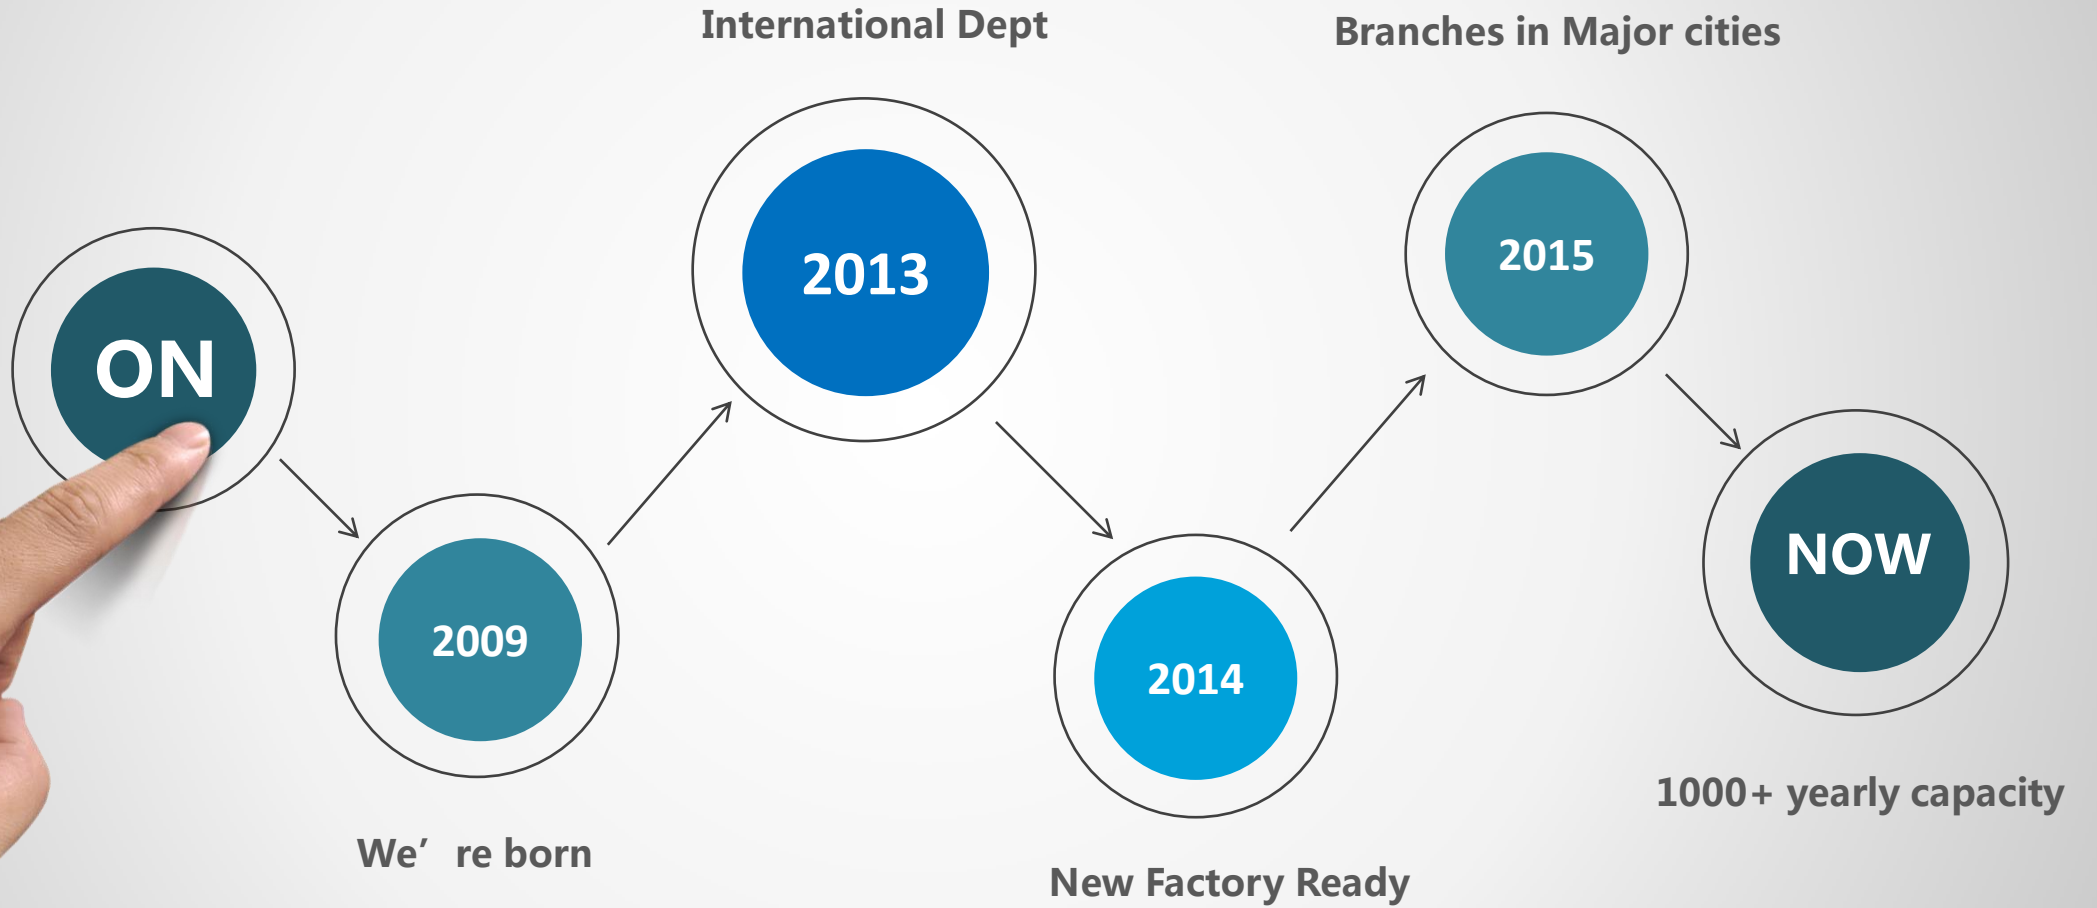 International Dept
Branches in Major cities
ON
2013
2015
2009
2014
NOW
We’ re born
New Factory Ready
1000+ yearly capacity